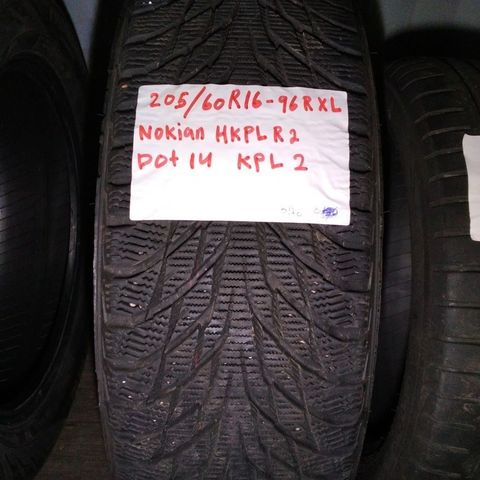 205/60R16-96RXL
Nokian HKPL R2
Dot 14 KPL 2